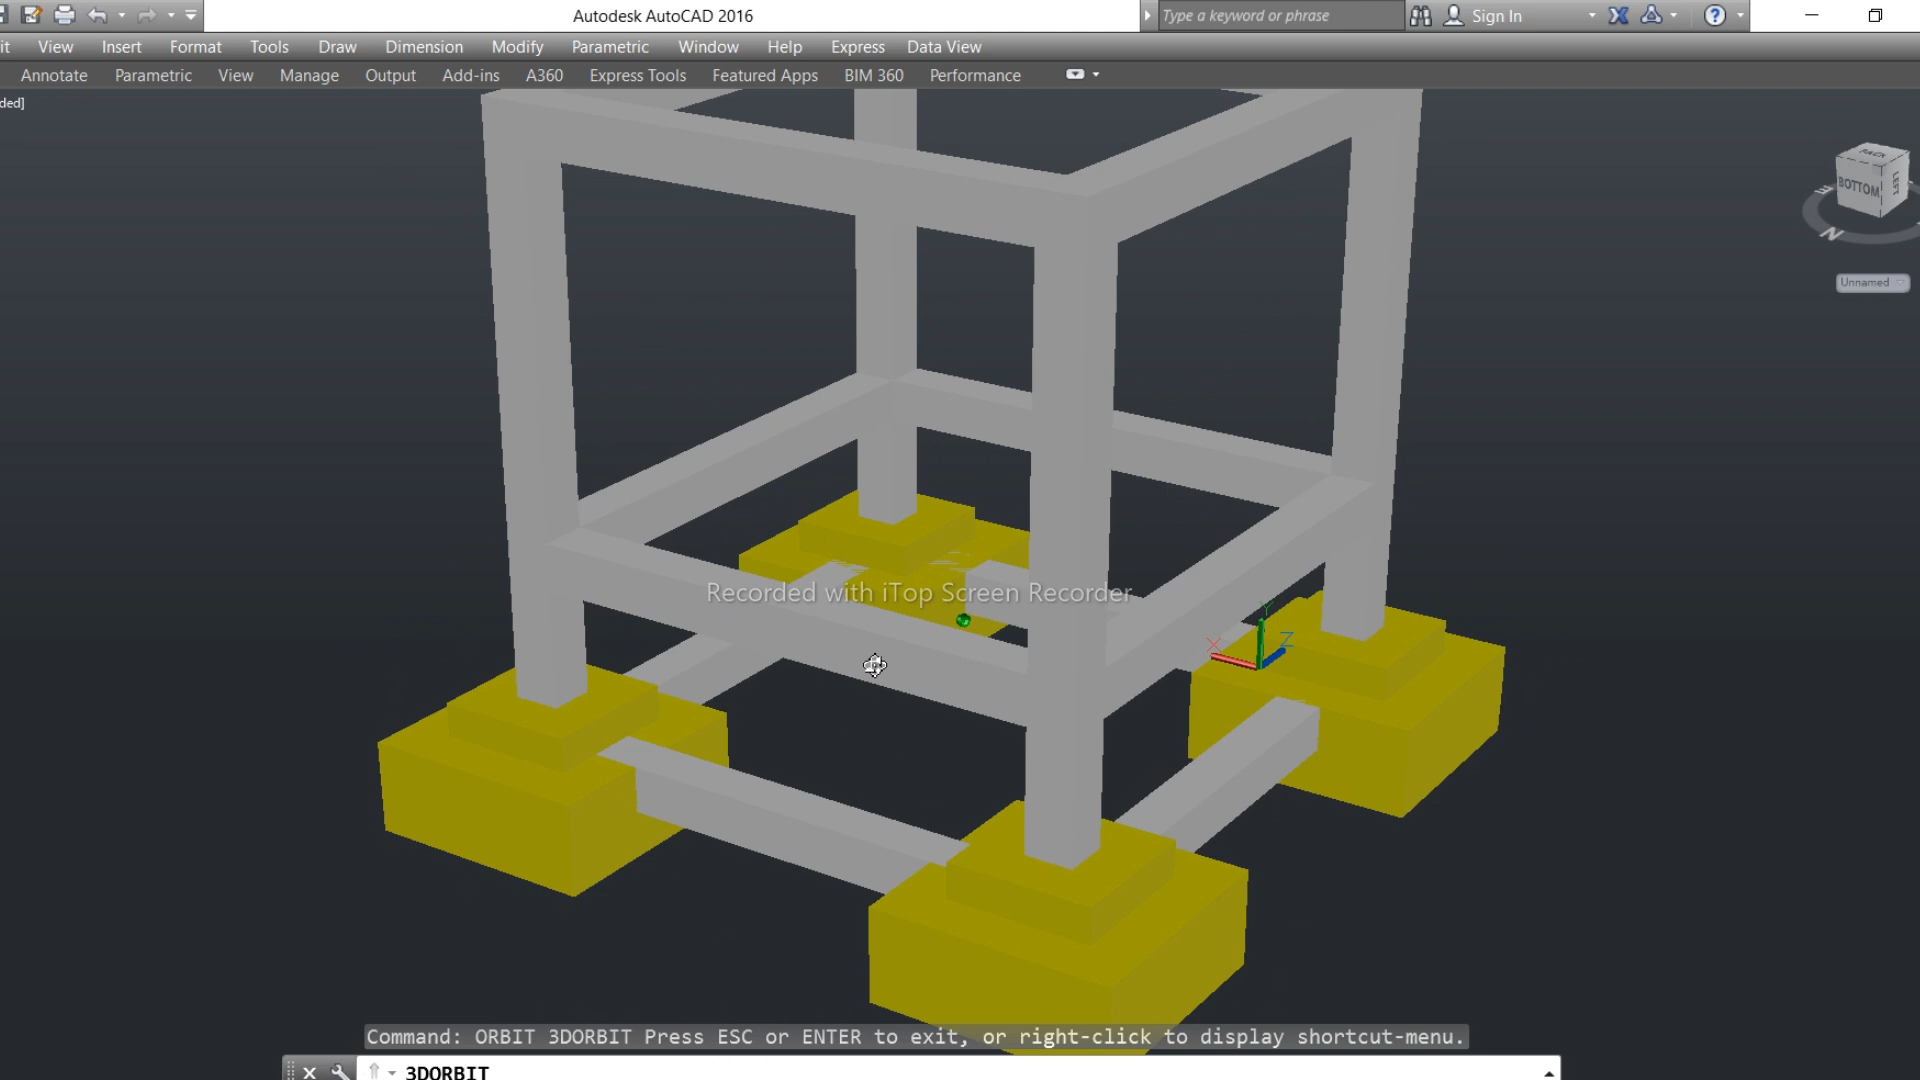 Autodesk AutoCAD 2016
Type a keyword or phrase
Sign In
it View Insert Format Tools Draw Dimension Modify Parametric Window Help Express Data View
Annotate Parametric View Manage Output Add-ins A360 Express Tools Featured Apps BIM 360 Performance
ded]
BACK
BOTTOM
LEFT
N
Unnamed
Recorded with iTop Screen Recorder
X
Y
Z
Command: ORBIT 3DORBIT Press ESC or ENTER to exit, or right-click to display shortcut-menu.
3DORBIT